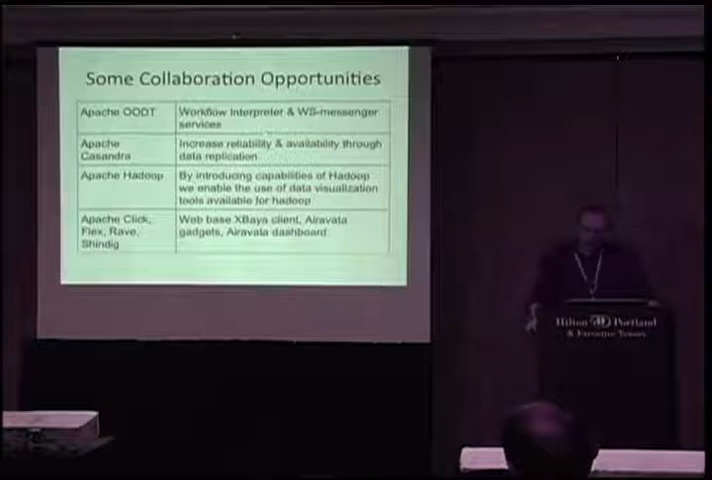 Some Collaboration Opportunities
Apache OODT
Workflow Interpreter & WS-messenger
services
Apache
Casandra
Increase reliability & availability through
data replication
Apache Hadoop
By introducing capabilities of Hadoop
we enable the use of data visualization
tools available for hadoop
Apache Click,
Flex, Rave,
Shindig
Web base XBaya client, Airavata
gadgets, Airavata dashboard
Hilton Portland
& Executive Tower